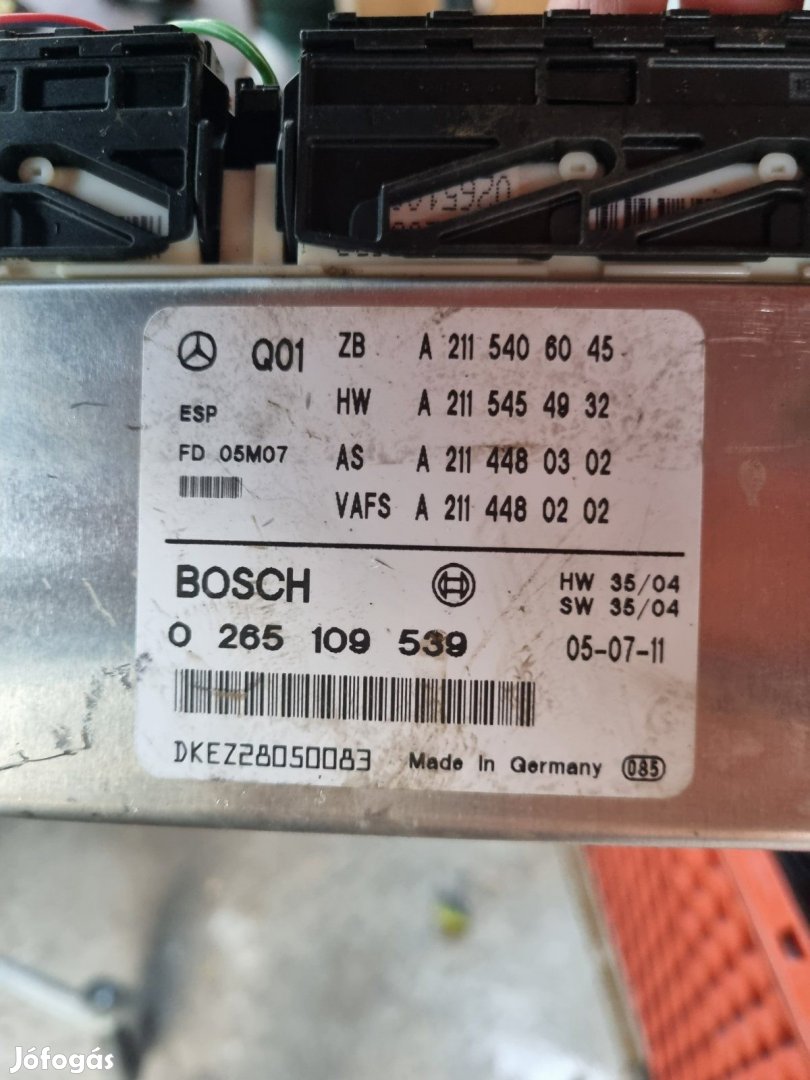 Q01 ZB A 211 540 60 45
ESP HW A 211 545 49 32
FD 05M07 AS A 211 448 03 02
VAFS A 211 448 02 02
BOSCH HW 35/04
SW 35/04
0 265 109 539 05-07-11
DKEZ28050083 Made In Germany 085
Jófogás